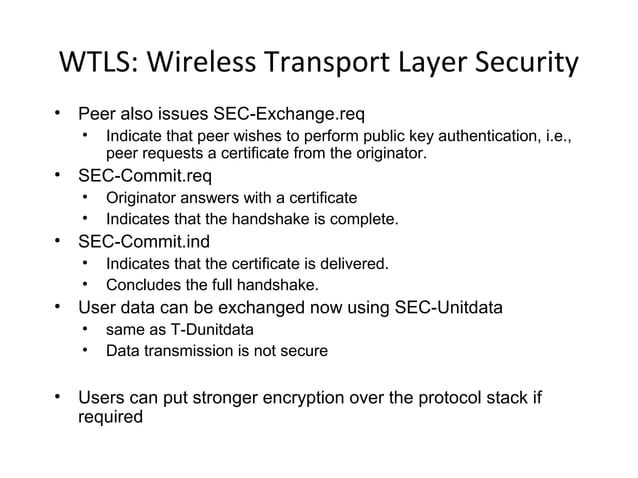 WTLS: Wireless Transport Layer Security
• Peer also issues SEC-Exchange.req
• Indicate that peer wishes to perform public key authentication, i.e.,
peer requests a certificate from the originator.
• SEC-Commit.req
• Originator answers with a certificate
• Indicates that the handshake is complete.
• SEC-Commit.ind
• Indicates that the certificate is delivered.
• Concludes the full handshake.
• User data can be exchanged now using SEC-Unitdata
• same as T-Dunitdata
• Data transmission is not secure
• Users can put stronger encryption over the protocol stack if
required